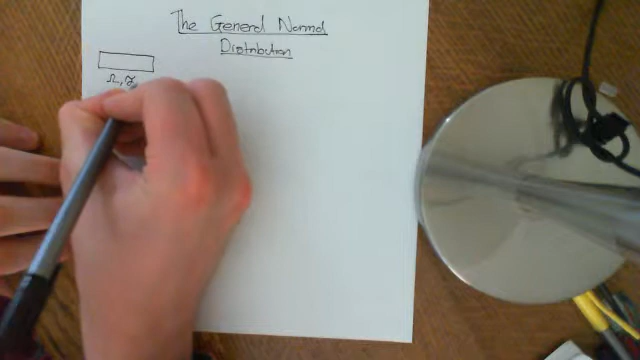 The General Normal
Distribution
Ω, F